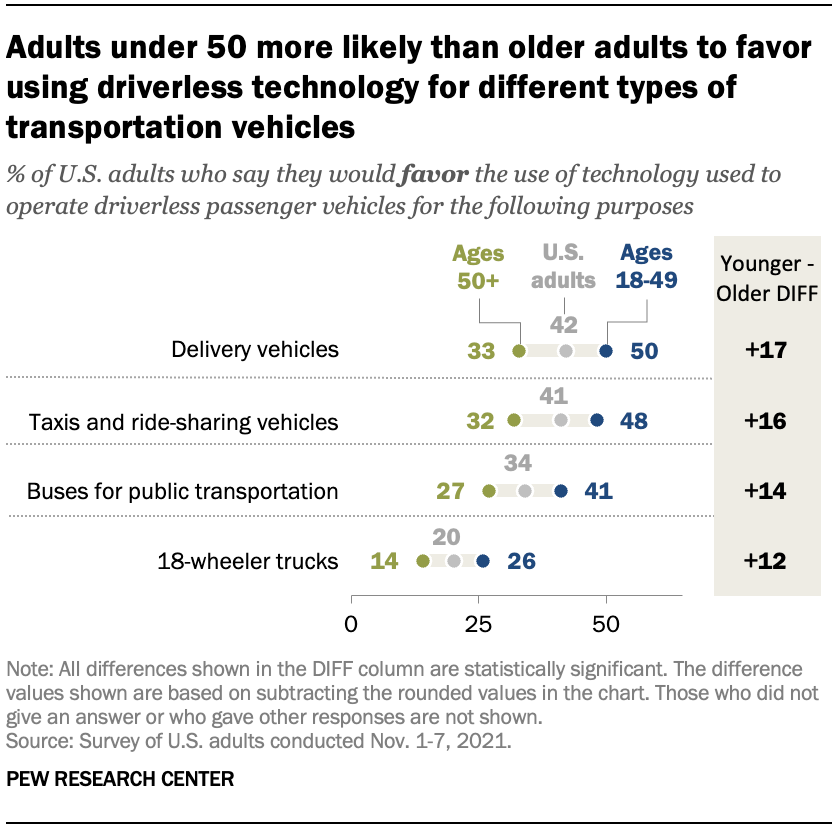 Adults under 50 more likely than older adults to favor
using driverless technology for different types of
transportation vehicles
% of U.S. adults who say they would favor the use of technology used to
operate driverless passenger vehicles for the following purposes
Ages
50+
U.S.
adults
Ages
18-49
Younger -
Older DIFF
Delivery vehicles
33
42
50
+17
Taxis and ride-sharing vehicles
32
41
48
+16
Buses for public transportation
27
34
41
+14
18-wheeler trucks
14
20
26
+12
0
25
50
Note: All differences shown in the DIFF column are statistically significant. The difference
values shown are based on subtracting the rounded values in the chart. Those who did not
give an answer or who gave other responses are not shown.
Source: Survey of U.S. adults conducted Nov. 1-7, 2021.
PEW RESEARCH CENTER